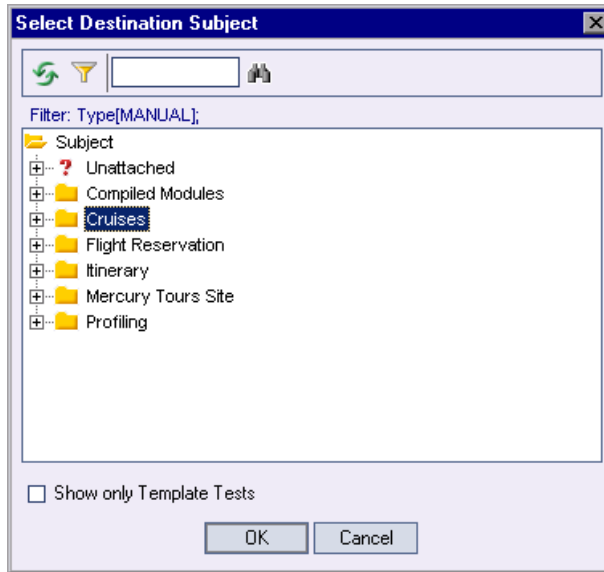 Select Destination Subject
Filter: Type[MANUAL];
Subject
? Unattached
Compiled Modules
Cruises
Flight Reservation
Itinerary
Mercury Tours Site
Profiling
Show only Template Tests
OK Cancel